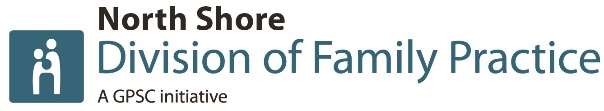 North Shore
Division of Family Practice
A GPSC initiative